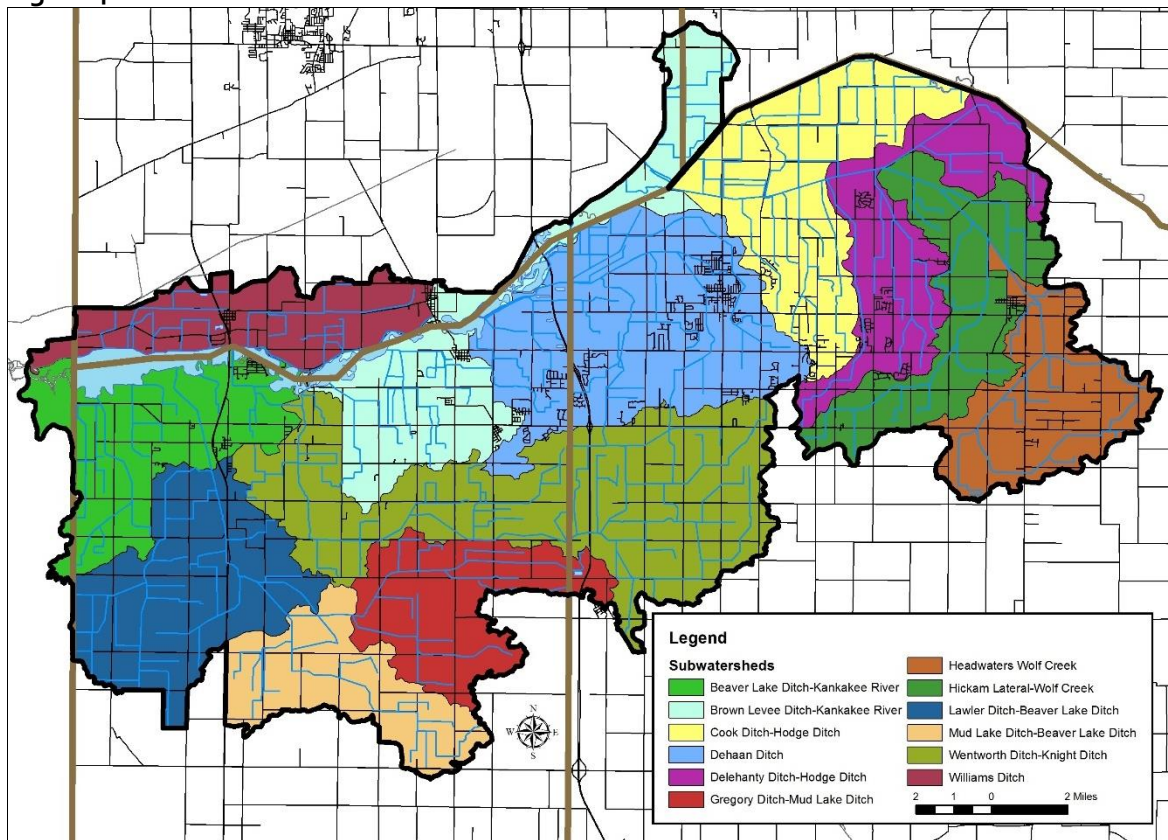 N
W E
S
Legend
Subwatersheds
Beaver Lake Ditch-Kankakee River
Brown Levee Ditch-Kankakee River
Cook Ditch-Hodge Ditch
Dehaan Ditch
Delehanty Ditch-Hodge Ditch
Gregory Ditch-Mud Lake Ditch
Headwaters Wolf Creek
Hickam Lateral-Wolf Creek
Lawler Ditch-Beaver Lake Ditch
Mud Lake Ditch-Beaver Lake Ditch
Wentworth Ditch-Knight Ditch
Williams Ditch
2 1 0 2 Miles